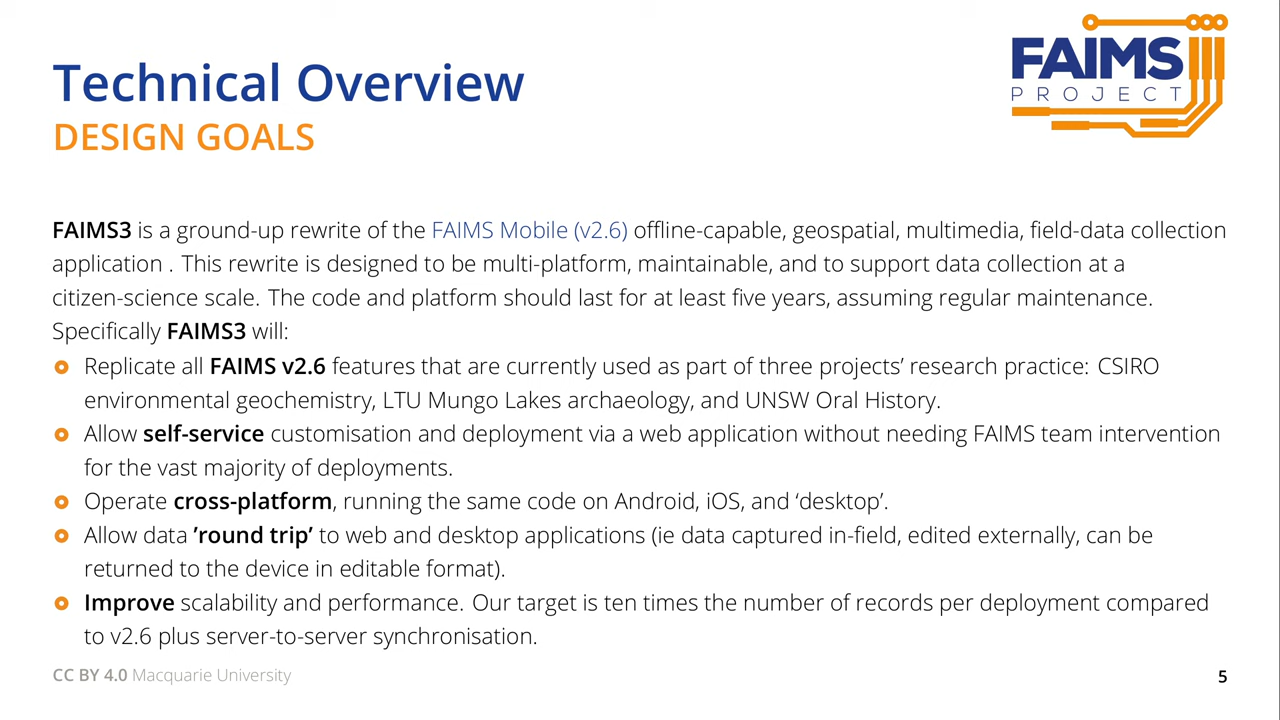 FAIMS
PROJECT
Technical Overview
DESIGN GOALS
FAIMS3 is a ground-up rewrite of the FAIMS Mobile (v2.6) offline-capable, geospatial, multimedia, field-data collection
application . This rewrite is designed to be multi-platform, maintainable, and to support data collection at a
citizen-science scale. The code and platform should last for at least five years, assuming regular maintenance.
Specifically FAIMS3 will:
Replicate all FAIMS v2.6 features that are currently used as part of three projects’ research practice: CSIRO
environmental geochemistry, LTU Mungo Lakes archaeology, and UNSW Oral History.
Allow self-service customisation and deployment via a web application without needing FAIMS team intervention
for the vast majority of deployments.
Operate cross-platform, running the same code on Android, iOS, and ‘desktop’.
Allow data ’round trip’ to web and desktop applications (ie data captured in-field, edited externally, can be
returned to the device in editable format).
Improve scalability and performance. Our target is ten times the number of records per deployment compared
to v2.6 plus server-to-server synchronisation.
CC BY 4.0 Macquarie University
5